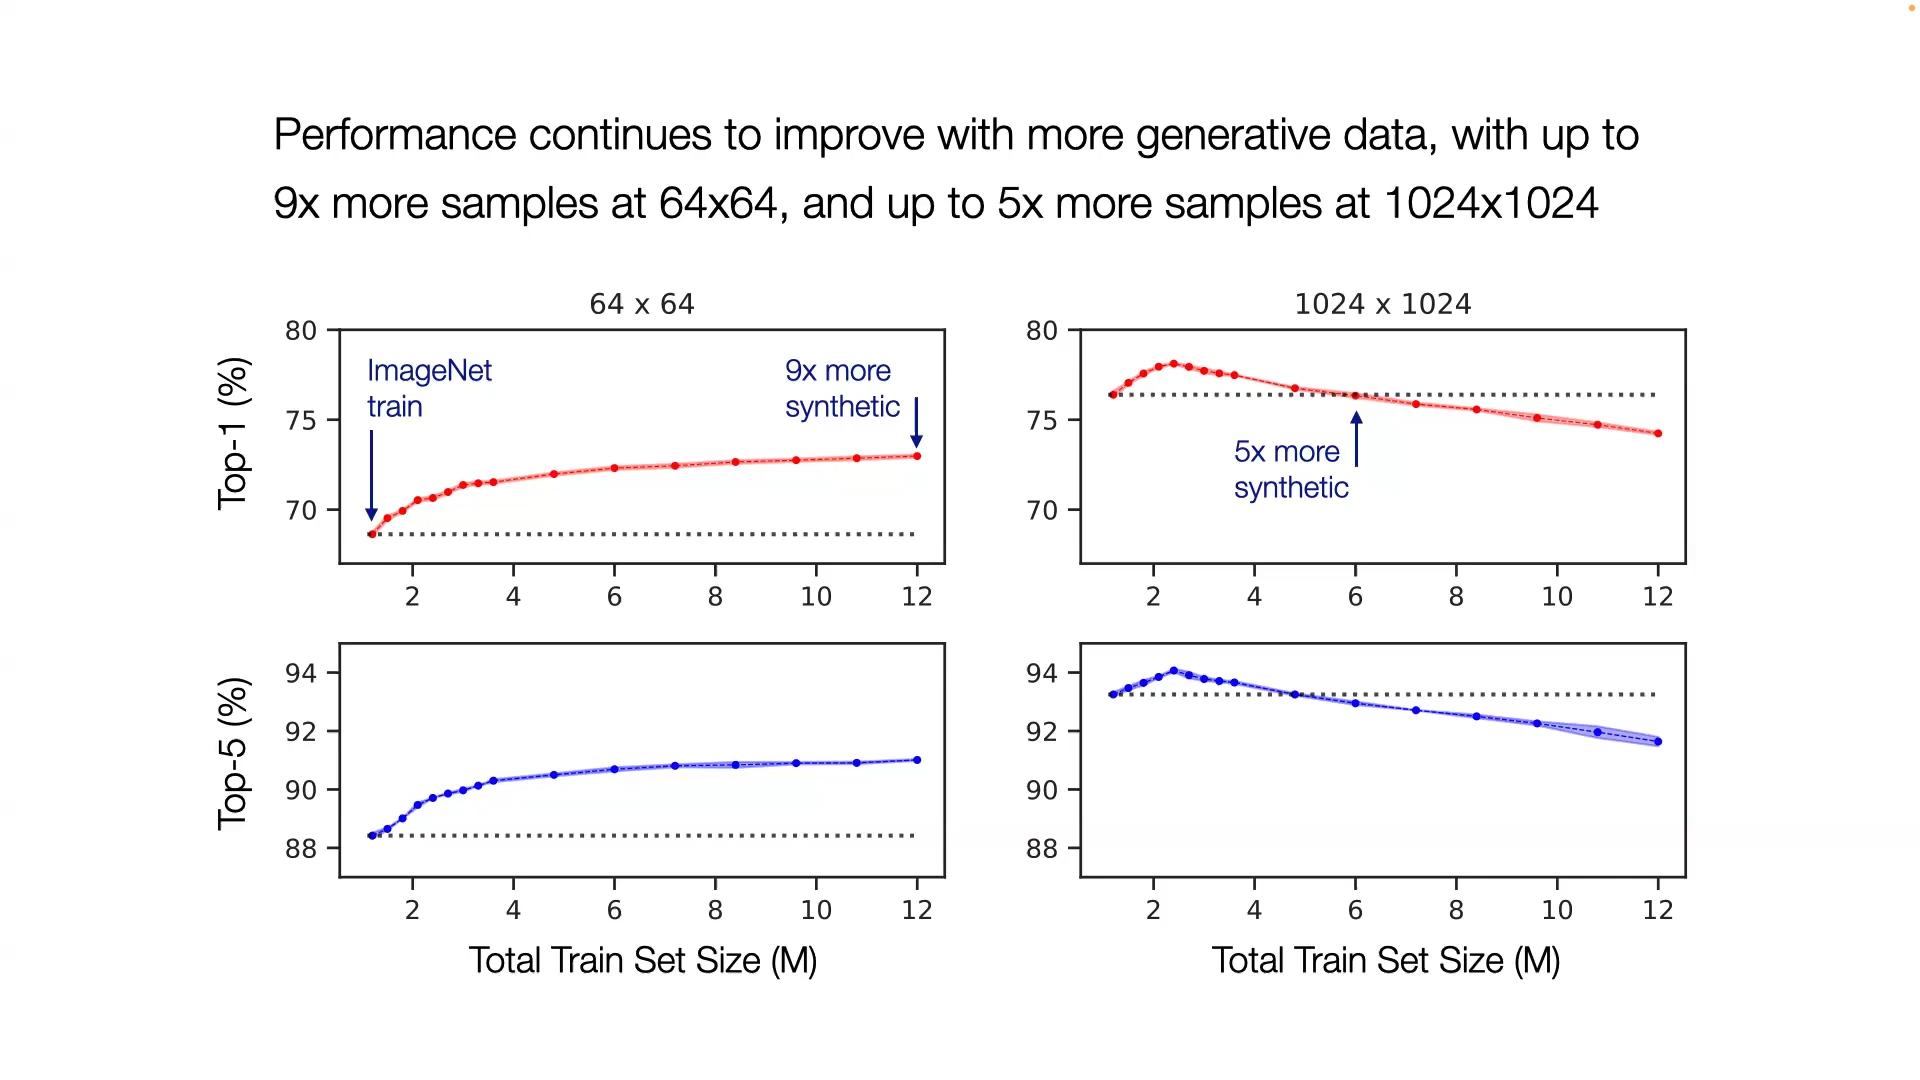 Performance continues to improve with more generative data, with up to
9x more samples at 64x64, and up to 5x more samples at 1024x1024
64 x 64
80
75
70
Top-1 (%)
ImageNet
train
9x more
synthetic
2 4 6 8 10 12
1024 x 1024
80
75
70
5x more
synthetic
2 4 6 8 10 12
94
92
90
88
Top-5 (%)
2 4 6 8 10 12
Total Train Set Size (M)
94
92
90
88
2 4 6 8 10 12
Total Train Set Size (M)